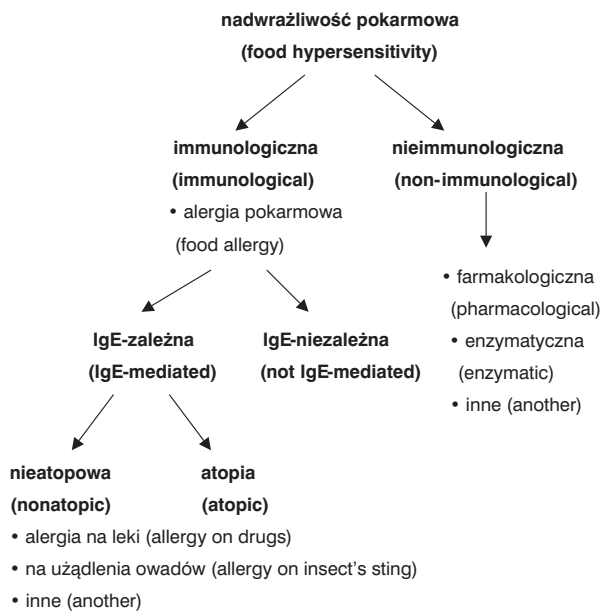 nadwrażliwość pokarmowa
(food hypersensitivity)
immunologiczna
(immunological)
• alergia pokarmowa
(food allergy)
nieimmunologiczna
(non-immunological)
• farmakologiczna
(pharmacological)
• enzymatyczna
(enzymatic)
• inne (another)
IgE-zależna
(IgE-mediated)
IgE-niezależna
(not IgE-mediated)
nieatopowa
(nonatopic)
atopia
(atopic)
• alergia na leki (allergy on drugs)
• na użądlenia owadów (allergy on insect's sting)
• inne (another)